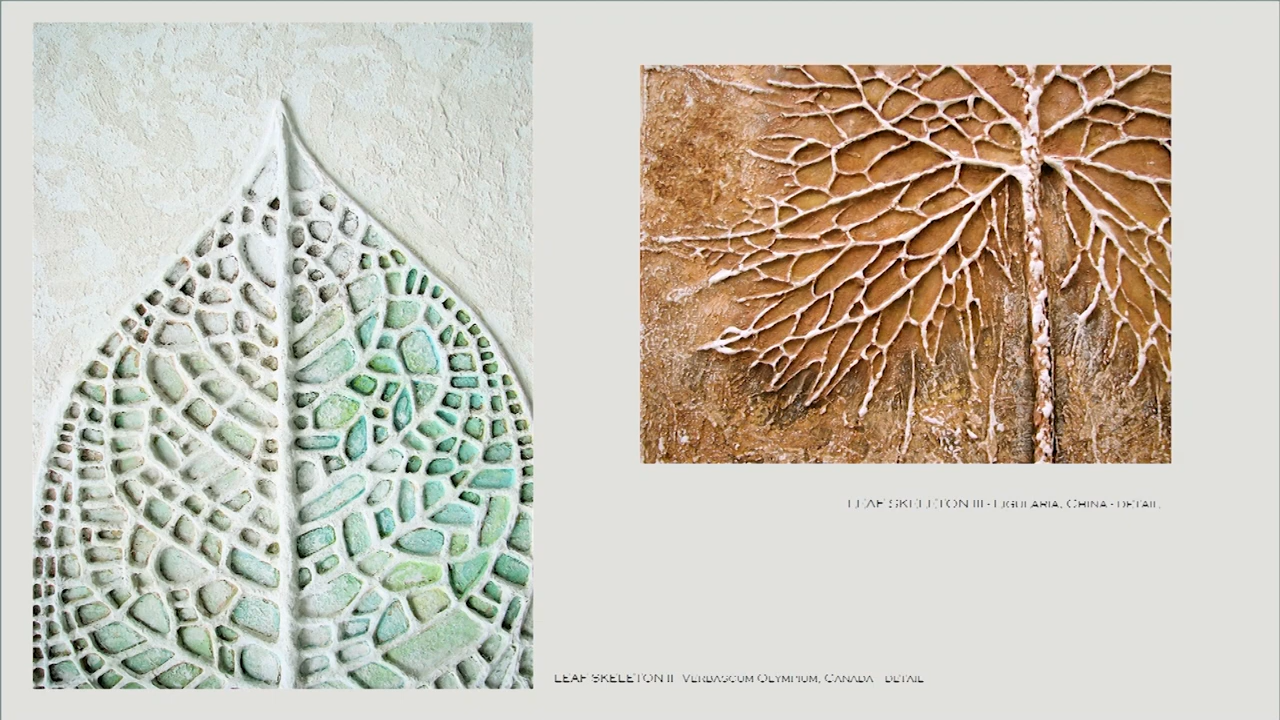 LEAF SKELETON III - LIGULARIA, CHINA - DETAIL
LEAF SKELETON II VERBASCUM OLYMPIUM, CANADA - DETAIL